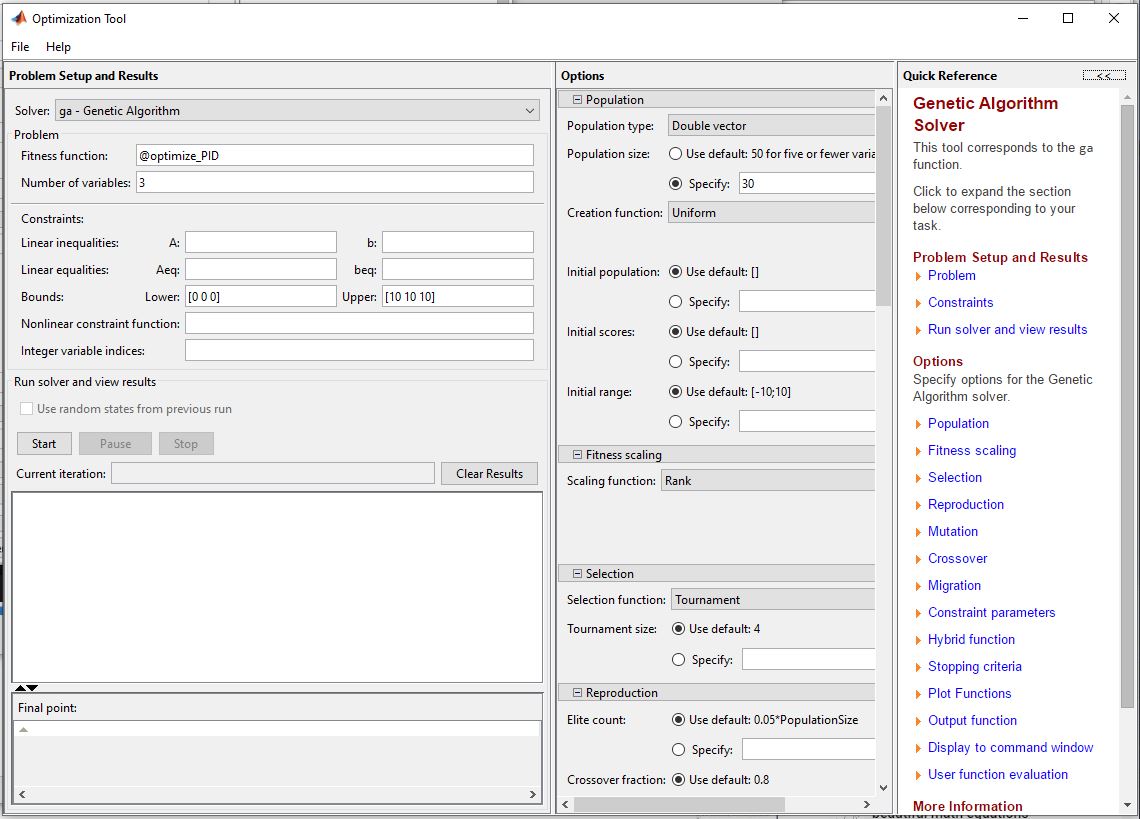 Optimization Tool
File Help
Problem Setup and Results
Solver: ga - Genetic Algorithm
Problem
Fitness function: @optimize_PID
Number of variables: 3
Constraints:
Linear inequalities: A: b:
Linear equalities: Aeq: beq:
Bounds: Lower: [0 0 0] Upper: [10 10 10]
Nonlinear constraint function:
Integer variable indices:
Run solver and view results
Use random states from previous run
Start Pause Stop
Current iteration: Clear Results
Final point:
Options
Population
Population type: Double vector
Population size: Use default: 50 for five or fewer varia
Specify: 30
Creation function: Uniform
Initial population: Use default: []
Specify:
Initial scores: Use default: []
Specify:
Initial range: Use default: [-10;10]
Specify:
Fitness scaling
Scaling function: Rank
Selection
Selection function: Tournament
Tournament size: Use default: 4
Specify:
Reproduction
Elite count: Use default: 0.05*PopulationSize
Specify:
Crossover fraction: Use default: 0.8
Quick Reference <<
Genetic Algorithm
Solver
This tool corresponds to the ga
function.
Click to expand the section
below corresponding to your
task.
Problem Setup and Results
Problem
Constraints
Run solver and view results
Options
Specify options for the Genetic
Algorithm solver.
Population
Fitness scaling
Selection
Reproduction
Mutation
Crossover
Migration
Constraint parameters
Hybrid function
Stopping criteria
Plot Functions
Output function
Display to command window
User function evaluation
More Information
beautiful math equations